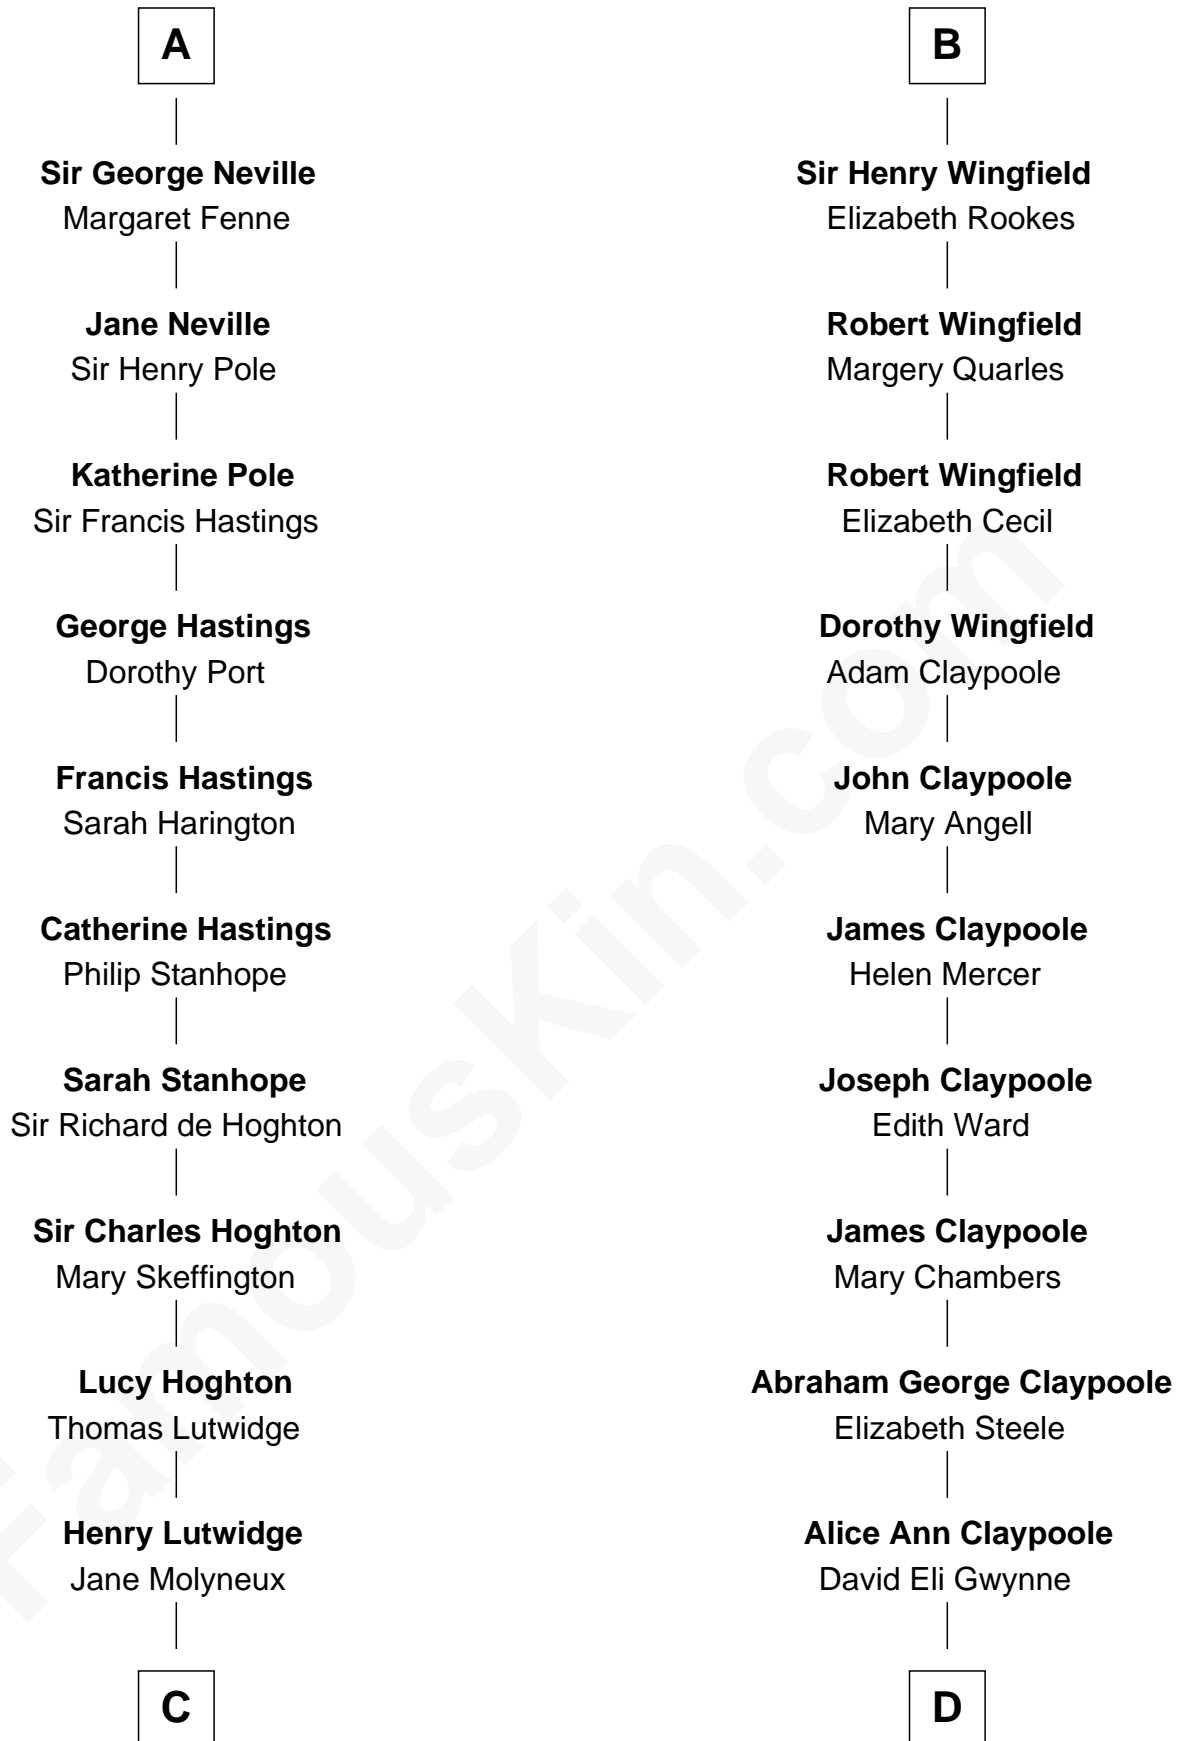 A
Sir George Neville
Margaret Fenne
Jane Neville
Sir Henry Pole
Katherine Pole
Sir Francis Hastings
George Hastings
Dorothy Port
Francis Hastings
Sarah Harington
Catherine Hastings
Philip Stanhope
Sarah Stanhope
Sir Richard de Hoghton
Sir Charles Hoghton
Mary Skeffington
Lucy Hoghton
Thomas Lutwidge
Henry Lutwidge
Jane Molyneux
C
B
Sir Henry Wingfield
Elizabeth Rookes
Robert Wingfield
Margery Quarles
Robert Wingfield
Elizabeth Cecil
Dorothy Wingfield
Adam Claypoole
John Claypoole
Mary Angell
James Claypoole
Helen Mercer
Joseph Claypoole
Edith Ward
James Claypoole
Mary Chambers
Abraham George Claypoole
Elizabeth Steele
Alice Ann Claypoole
David Eli Gwynne
D
FamousKin.com